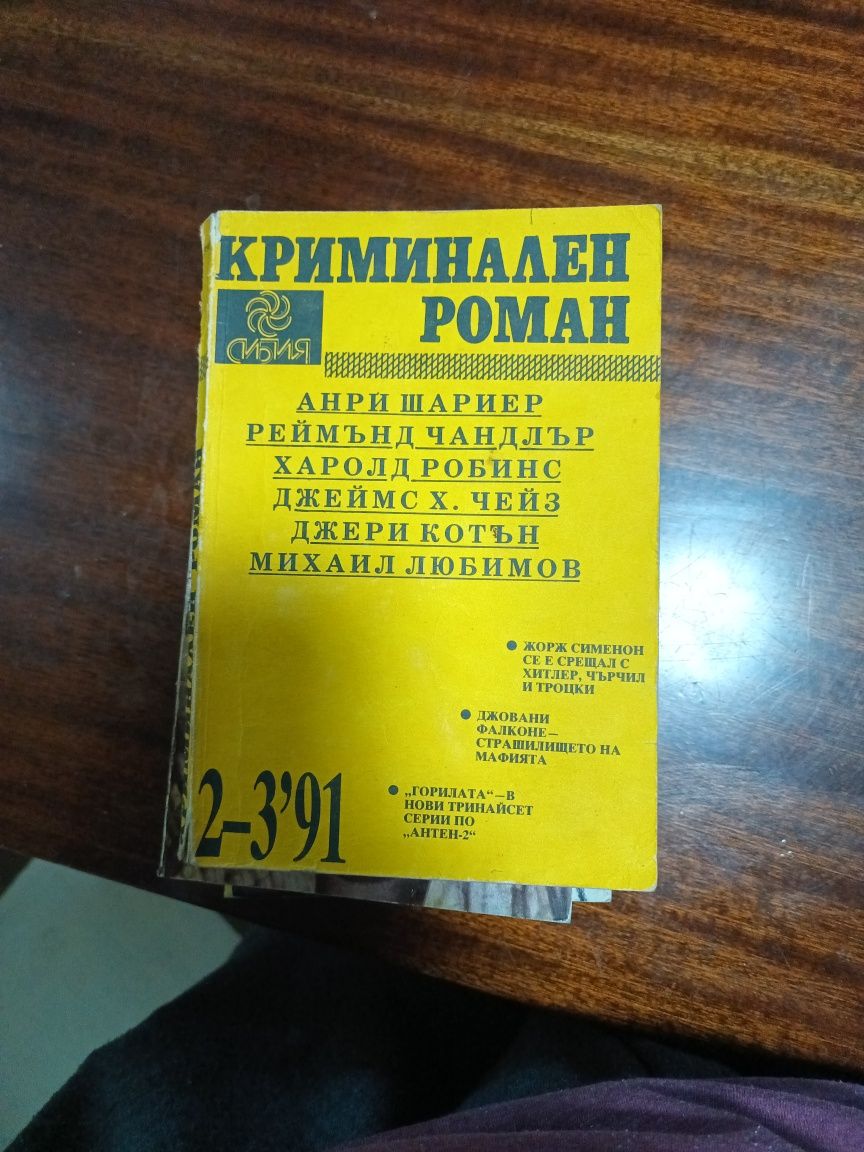 КРИМИНАЛЕН
РОМАН
СИБИЯ
АНРИ ШАРИЕР
РЕЙМЪНД ЧАНДЛЪР
ХАРОЛД РОБИНС
ДЖЕЙМС Х. ЧЕЙЗ
ДЖЕРИ КОТЪН
МИХАИЛ ЛЮБИМОВ
● ЖОРЖ СИМЕНОН
СЕ Е СРЕЩАЛ С
ХИТЛЕР, ЧЪРЧИЛ
И ТРОЦКИ
● ДЖОВАНИ
ФАЛКОНЕ—
СТРАШИЛИЩЕТО НА
МАФИЯТА
● „ГОРИЛАТА“—В
НОВИ ТРИНАЙСЕТ
СЕРИИ ПО
„АНТЕН-2“
2–3’91